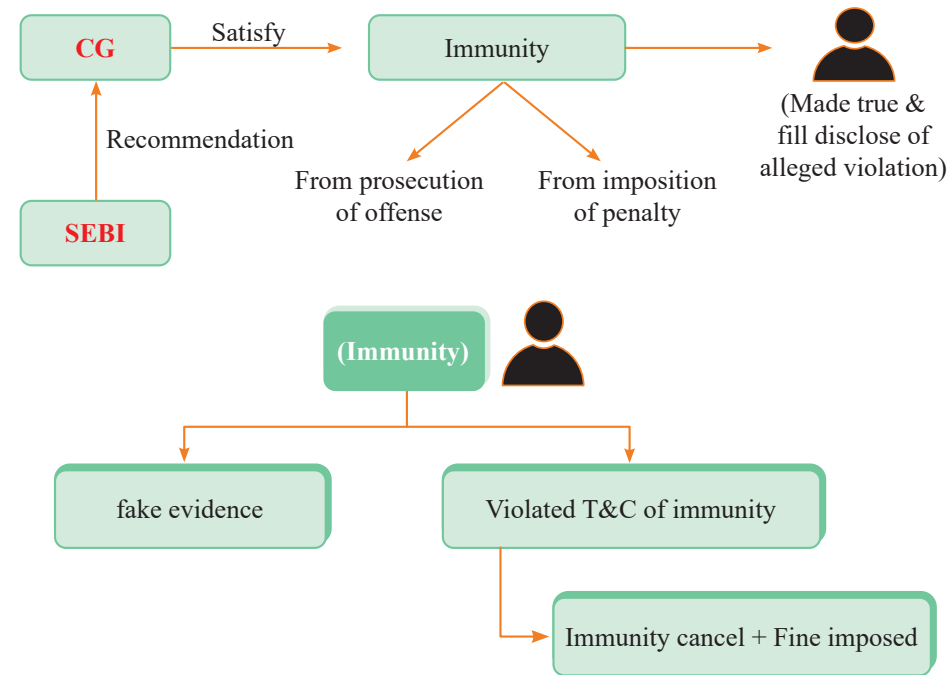 CG
Satisfy
Immunity
(Made true &
fill disclose of
alleged violation)
Recommendation
From prosecution
of offense
From imposition
of penalty
SEBI
(Immunity)
fake evidence
Violated T&C of immunity
Immunity cancel + Fine imposed